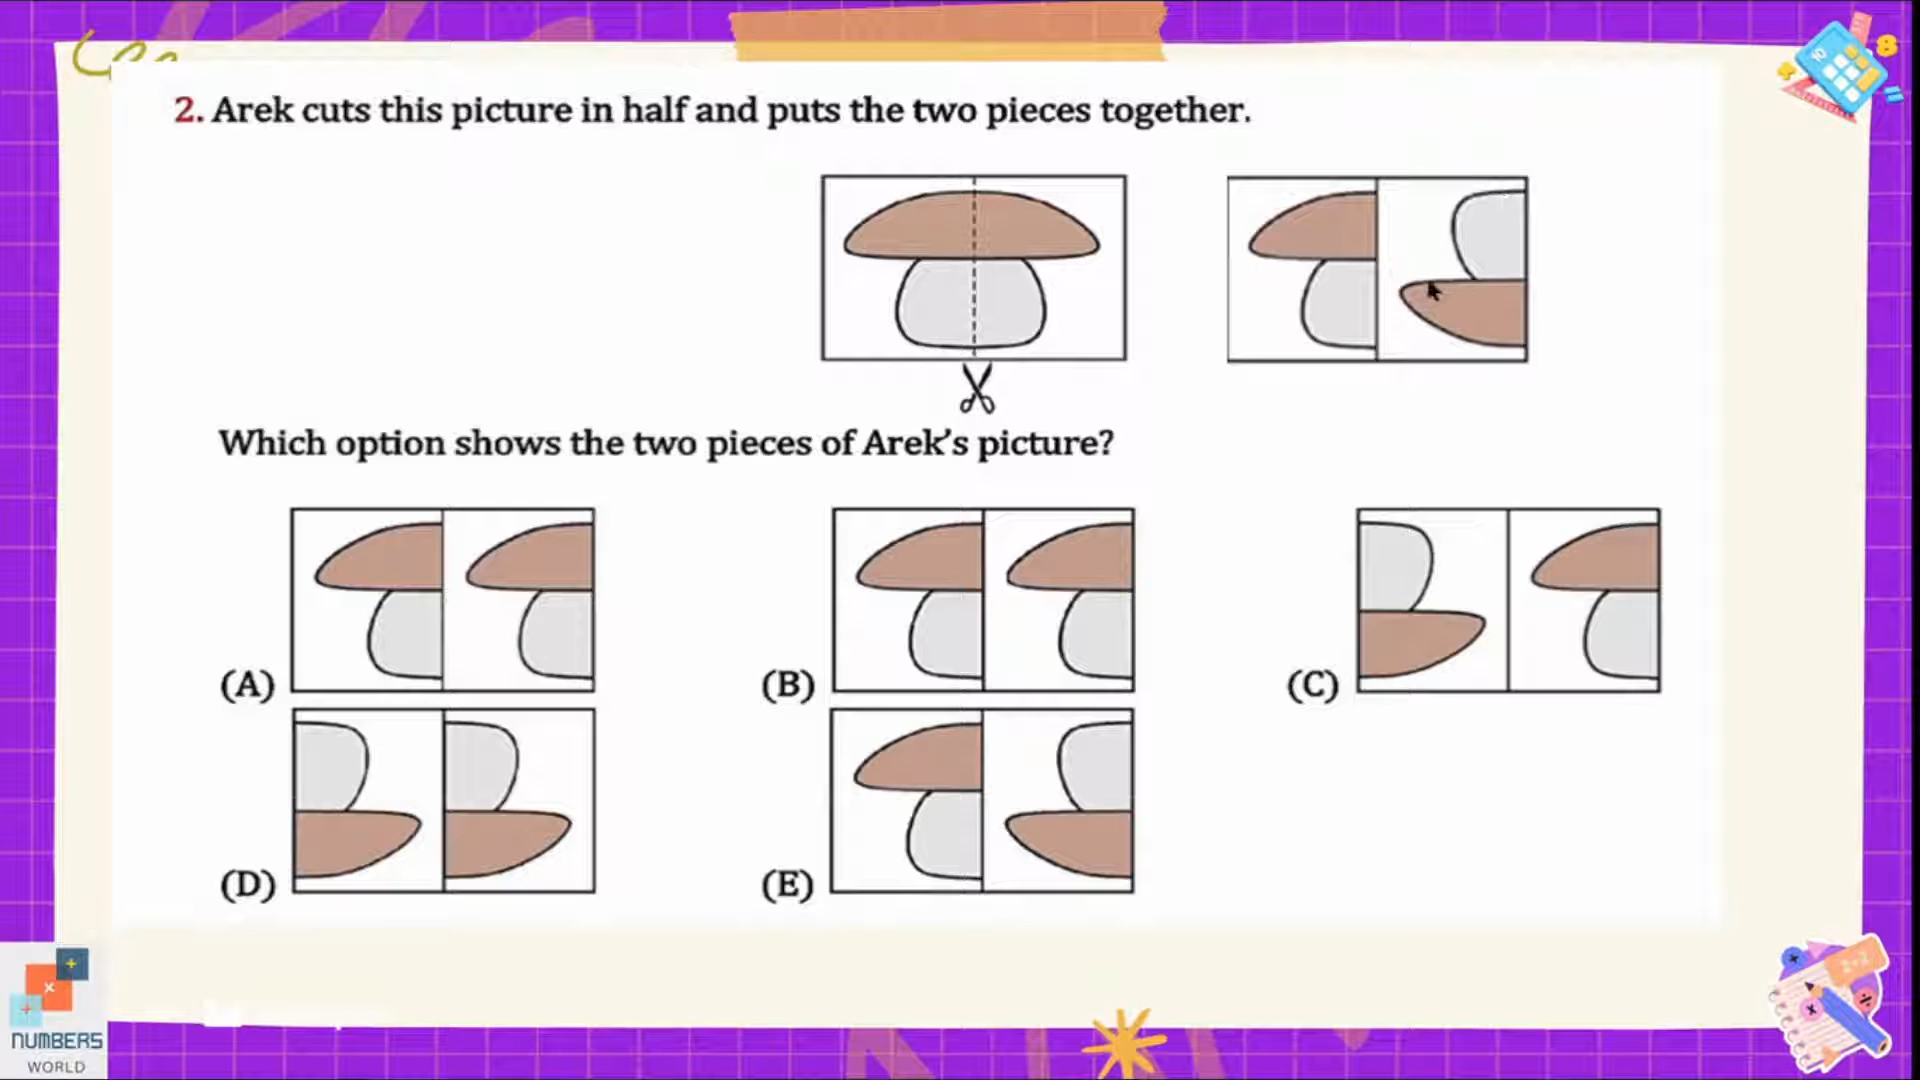 2. Arek cuts this picture in half and puts the two pieces together.
Which option shows the two pieces of Arek's picture?
(A)
(B)
(C)
(D)
(E)
NUMBERS
WORLD